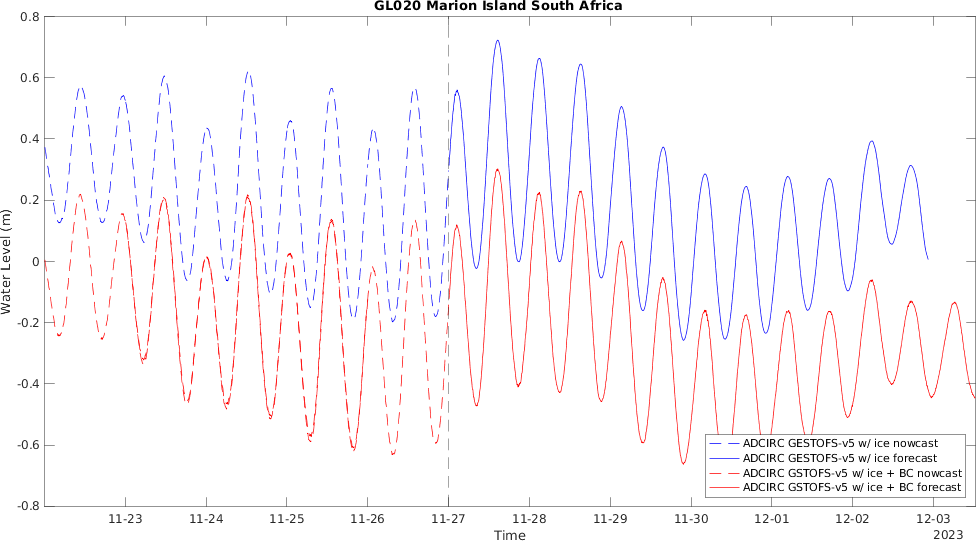 GL020 Marion Island South Africa
0.8
0.6
0.4
0.2
0
-0.2
-0.4
-0.6
-0.8
Water Level (m)
ADCIRC GESTOFS-v5 w/ ice nowcast
ADCIRC GESTOFS-v5 w/ ice forecast
ADCIRC GSTOFS-v5 w/ ice + BC nowcast
ADCIRC GSTOFS-v5 w/ ice + BC forecast
11-23 11-24 11-25 11-26 11-27 11-28 11-29 11-30 12-01 12-02 12-03
Time
2023